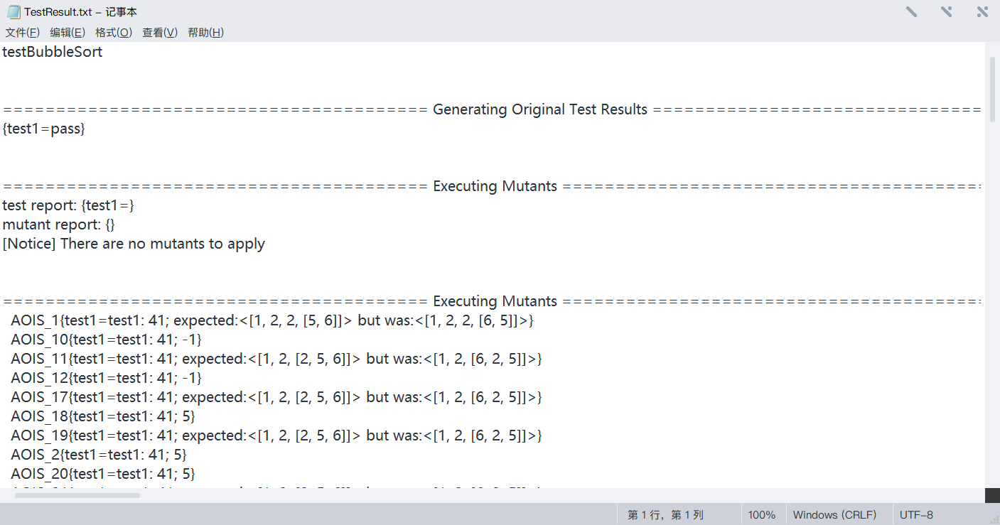 TestResult.txt – 记事本
文件(F) 编辑(E) 格式(O) 查看(V) 帮助(H)
testBubbleSort
======================================== Generating Original Test Results ===============================
{test1=pass}
======================================== Executing Mutants ========================================
test report: {test1=}
mutant report: {}
[Notice] There are no mutants to apply
======================================== Executing Mutants ========================================
AOIS_1{test1=test1: 41; expected:<[1, 2, 2, [5, 6]]> but was:<[1, 2, 2, [6, 5]]>}
AOIS_10{test1=test1: 41; -1}
AOIS_11{test1=test1: 41; expected:<[1, 2, [2, 5, 6]]> but was:<[1, 2, [6, 2, 5]]>}
AOIS_12{test1=test1: 41; -1}
AOIS_17{test1=test1: 41; expected:<[1, 2, [2, 5, 6]]> but was:<[1, 2, [6, 2, 5]]>}
AOIS_18{test1=test1: 41; 5}
AOIS_19{test1=test1: 41; expected:<[1, 2, [2, 5, 6]]> but was:<[1, 2, [6, 2, 5]]>}
AOIS_2{test1=test1: 41; 5}
AOIS_20{test1=test1: 41; 5}
第 1 行，第 1 列 100% Windows (CRLF) UTF-8